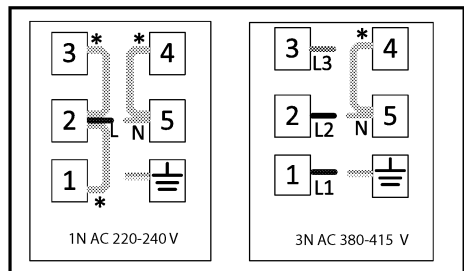 3 * * 4
2 L N 5
1 *
1N AC 220-240 V
3 L3 * 4
2 L2 N 5
1 L1
3N AC 380-415 V